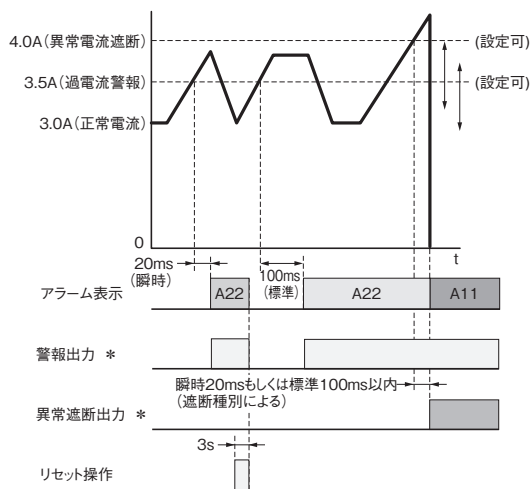 4.0A(異常電流遮断)
(設定可)
3.5A(過電流警報)
(設定可)
3.0A(正常電流)
0
t
20ms
(瞬時)
100ms
(標準)
アラーム表示
A22
A22
A11
警報出力 *
瞬時20msもしくは標準100ms以内
(遮断種別による)
異常遮断出力 *
3s
リセット操作